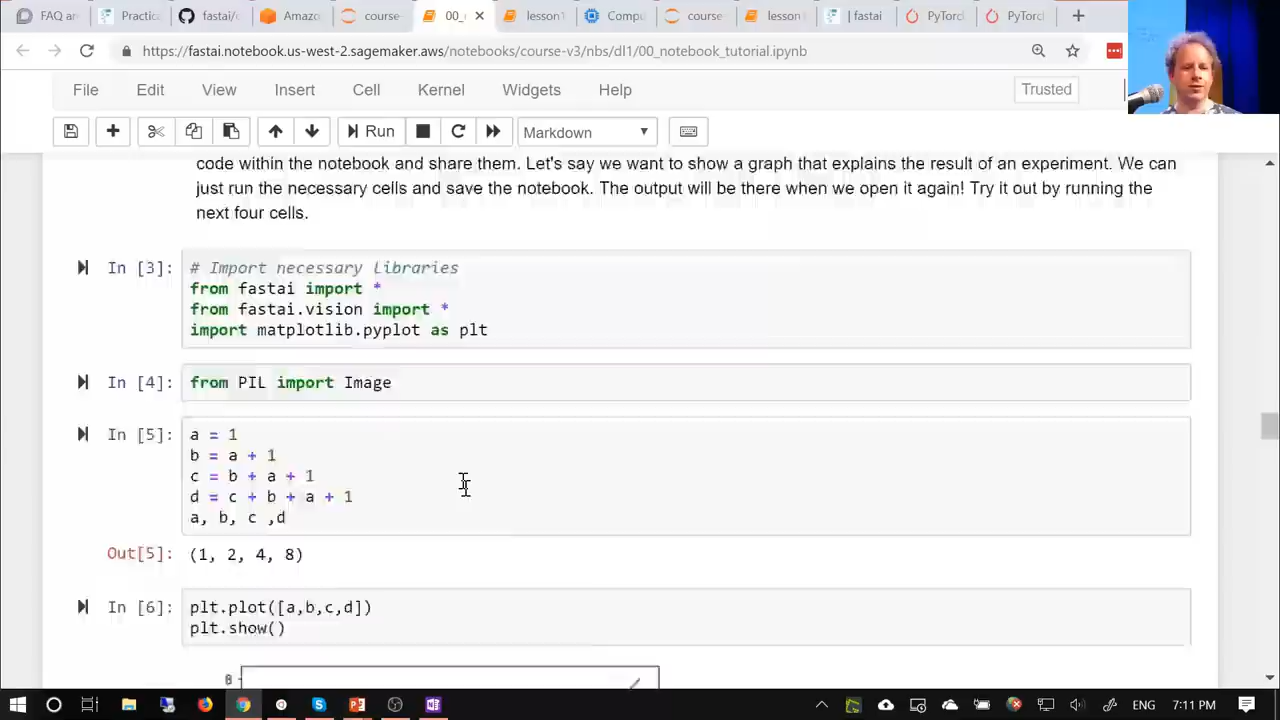 FAQ an
Practic
fastai/c
Amazo
course
00_
lesson1
Compu
course
lesson
| fastai
PyTorc
PyTorcl
https://fastai.notebook.us-west-2.sagemaker.aws/notebooks/course-v3/nbs/dl1/00_notebook_tutorial.ipynb
File Edit View Insert Cell Kernel Widgets Help Trusted
Run Markdown
code within the notebook and share them. Let's say we want to show a graph that explains the result of an experiment. We can
just run the necessary cells and save the notebook. The output will be there when we open it again! Try it out by running the
next four cells.
In [3]: # Import necessary Libraries
from fastai import *
from fastai.vision import *
import matplotlib.pyplot as plt
In [4]: from PIL import Image
In [5]: a = 1
b = a + 1
c = b + a + 1
d = c + b + a + 1
a, b, c ,d
Out[5]: (1, 2, 4, 8)
In [6]: plt.plot([a,b,c,d])
plt.show()
8
ENG 7:11 PM